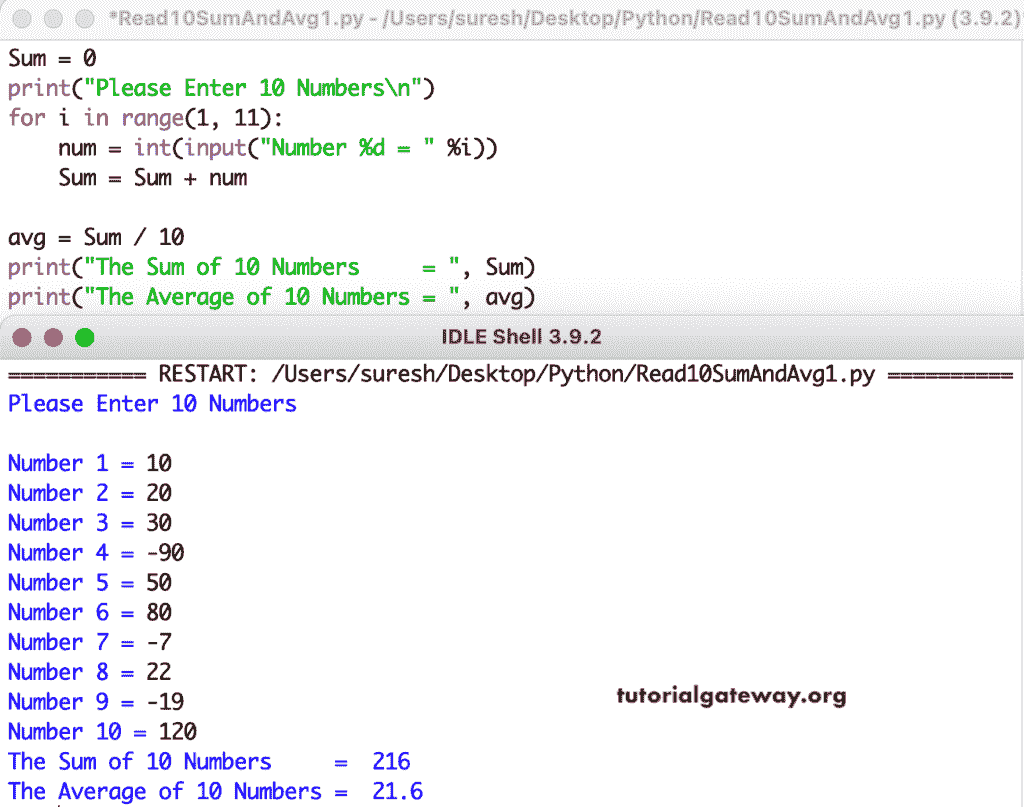 *Read10SumAndAvg1.py - /Users/suresh/Desktop/Python/Read10SumAndAvg1.py (3.9.2)*
Sum = 0
print("Please Enter 10 Numbers\n")
for i in range(1, 11):
    num = int(input("Number %d = " %i))
    Sum = Sum + num

avg = Sum / 10
print("The Sum of 10 Numbers     = ", Sum)
print("The Average of 10 Numbers = ", avg)
IDLE Shell 3.9.2
=========== RESTART: /Users/suresh/Desktop/Python/Read10SumAndAvg1.py ==========
Please Enter 10 Numbers

Number 1 = 10
Number 2 = 20
Number 3 = 30
Number 4 = -90
Number 5 = 50
Number 6 = 80
Number 7 = -7
Number 8 = 22
Number 9 = -19
Number 10 = 120
The Sum of 10 Numbers     =  216
The Average of 10 Numbers =  21.6
tutorialgateway.org